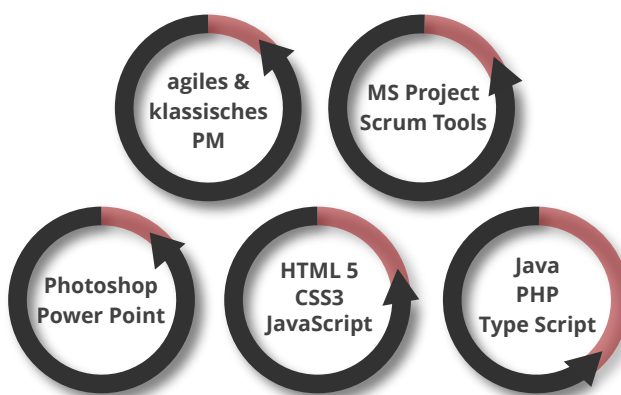 agiles &
klassisches
PM
MS Project
Scrum Tools
Photoshop
Power Point
HTML 5
CSS3
JavaScript
Java
PHP
Type Script